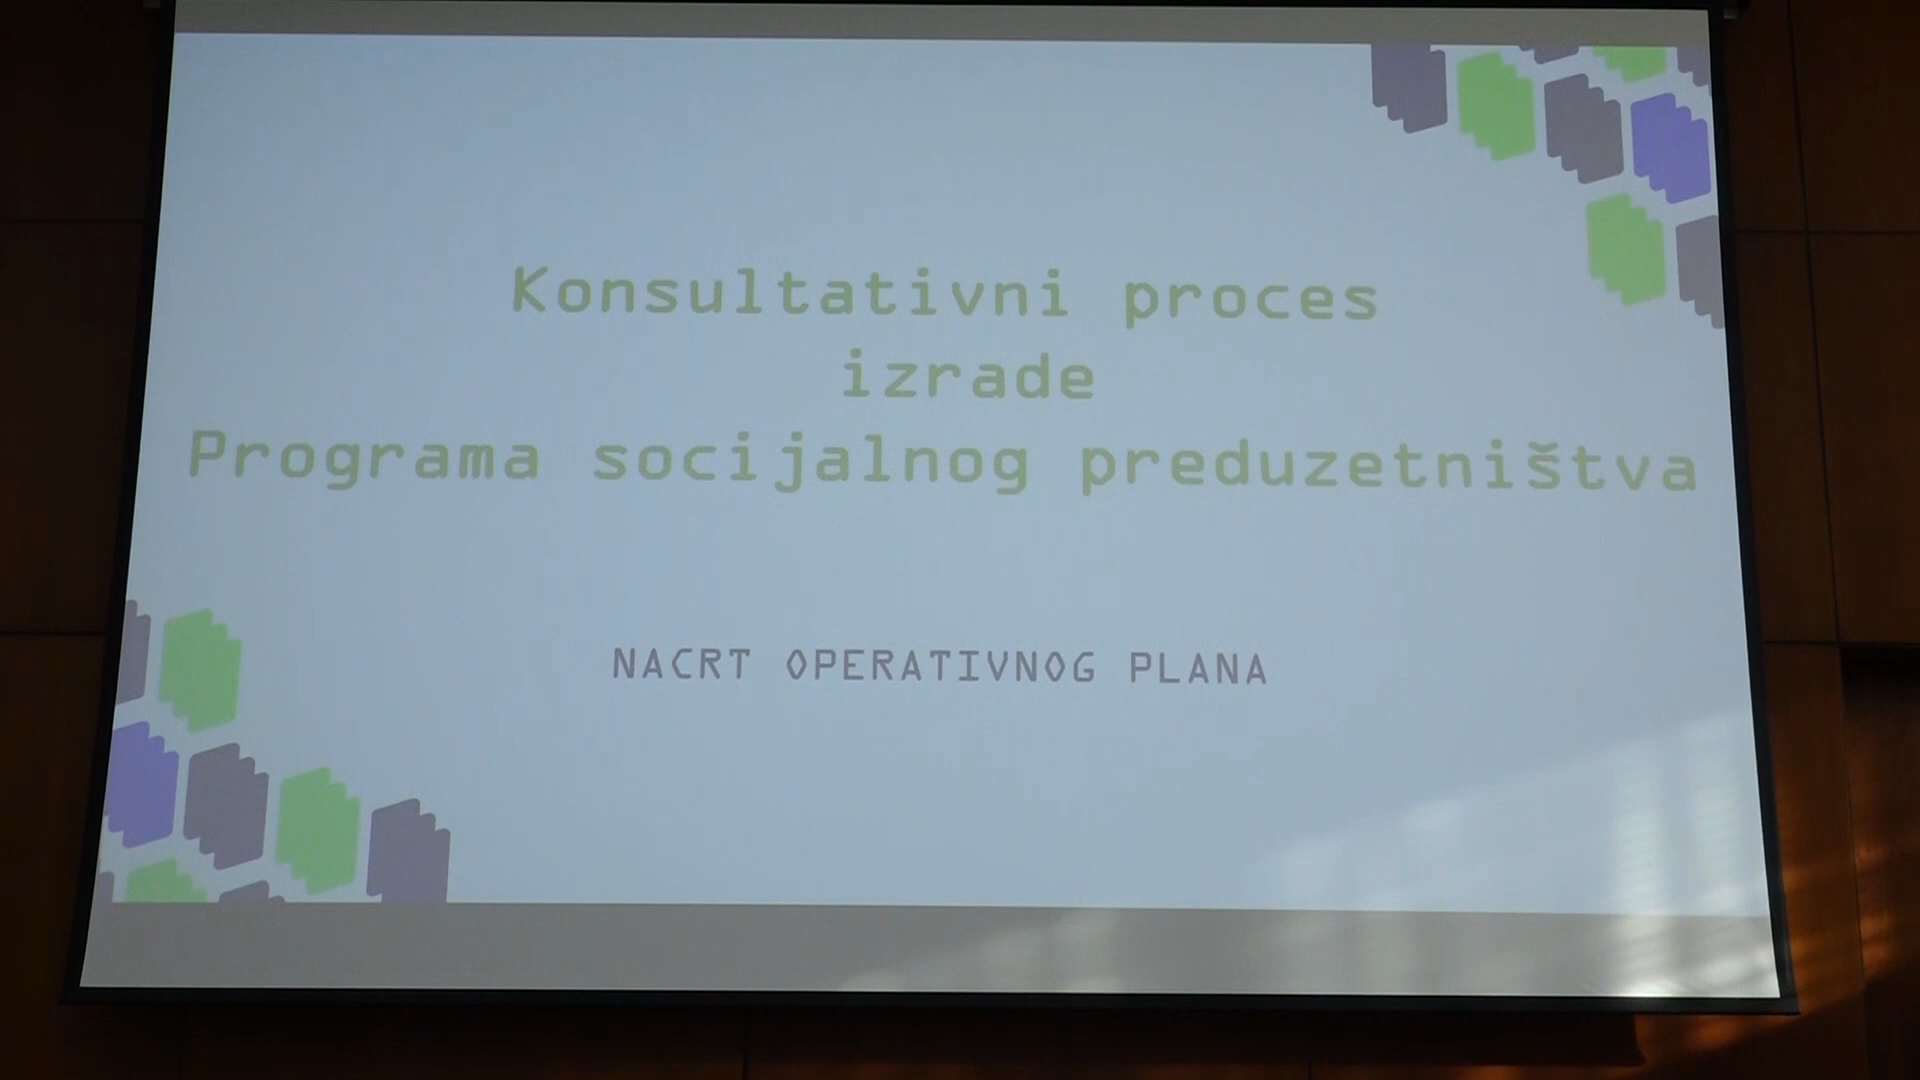 Konsultativni proces
izrade
Programa socijalnog preduzetništva
NACRT OPERATIVNOG PLANA